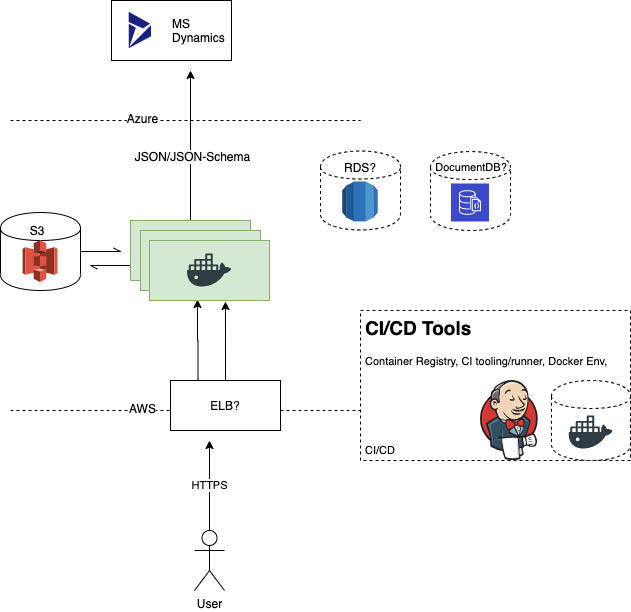 MS
Dynamics
Azure
JSON/JSON-Schema
RDS?
DocumentDB?
S3
CI/CD Tools
Container Registry, CI tooling/runner, Docker Env,
ELB?
AWS
CI/CD
HTTPS
User